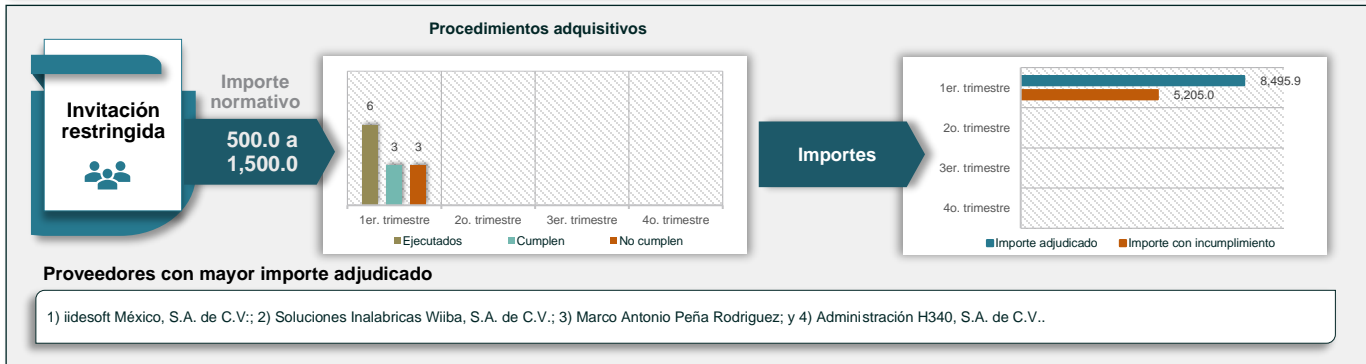 Procedimientos adquisitivos
Invitación
restringida
Importe
normativo
500.0 a
1,500.0
6
3
3
1er. trimestre
2o. trimestre
3er. trimestre
4o. trimestre
Ejecutados
Cumplen
No cumplen
Importes
1er. trimestre
2o. trimestre
3er. trimestre
4o. trimestre
8,495.9
5,205.0
Importe adjudicado
Importe con incumplimiento
Proveedores con mayor importe adjudicado
1) iidesoft México, S.A. de C.V:; 2) Soluciones Inalabricas Wiiba, S.A. de C.V.; 3) Marco Antonio Peña Rodriguez; y 4) Administración H340, S.A. de C.V..